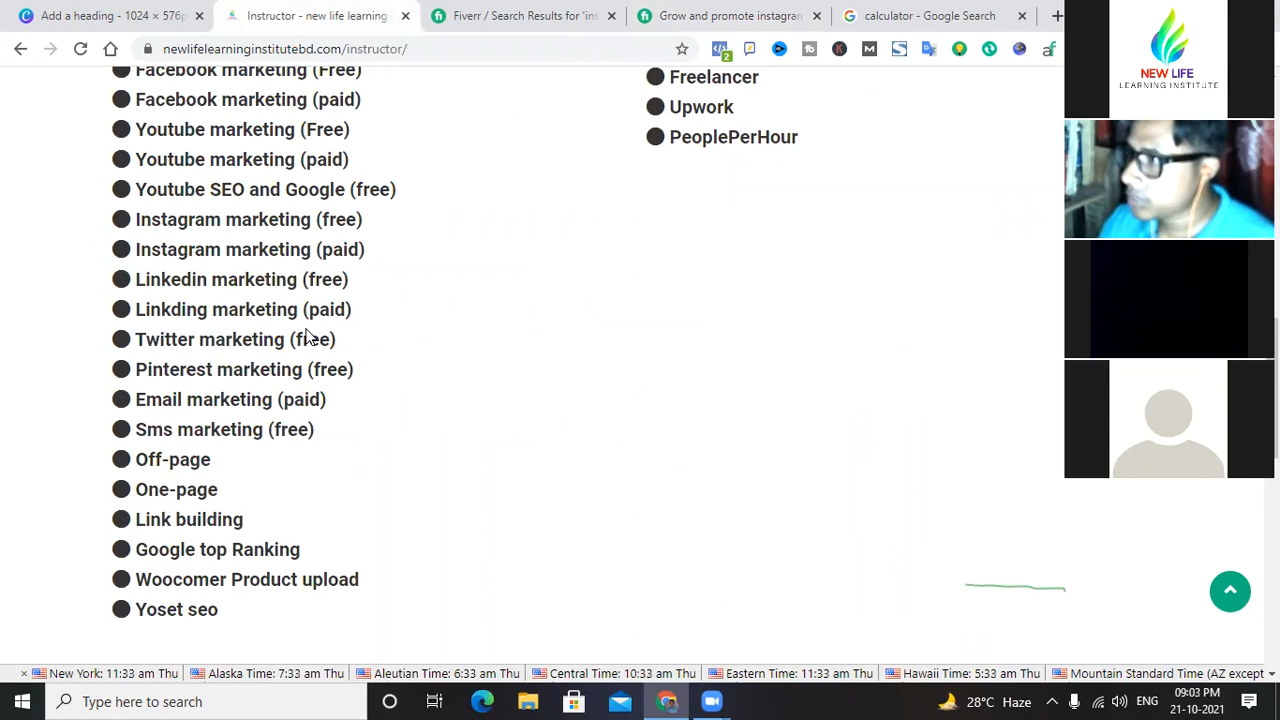 Add a heading - 1024 × 576p
Instructor - new life learning
Fiverr / Search Results for 'ins
Grow and promote instagram
calculator - Google Search
newlifelearninginstitutebd.com/instructor/
NEW LIFE
LEARNING INSTITUTE
Facebook marketing (Free)
Facebook marketing (paid)
Youtube marketing (Free)
Youtube marketing (paid)
Youtube SEO and Google (free)
Instagram marketing (free)
Instagram marketing (paid)
Linkedin marketing (free)
Linkding marketing (paid)
Twitter marketing (free)
Pinterest marketing (free)
Email marketing (paid)
Sms marketing (free)
Off-page
One-page
Link building
Google top Ranking
Woocomer Product upload
Yoset seo
Freelancer
Upwork
PeoplePerHour
New York: 11:33 am Thu
Alaska Time: 7:33 am Thu
Aleutian Time: 6:33 am Thu
Central Time: 10:33 am Thu
Eastern Time: 11:33 am Thu
Hawaii Time: 5:33 am Thu
Mountain Standard Time (AZ except
Type here to search
28°C Haze
ENG
09:03 PM
21-10-2021